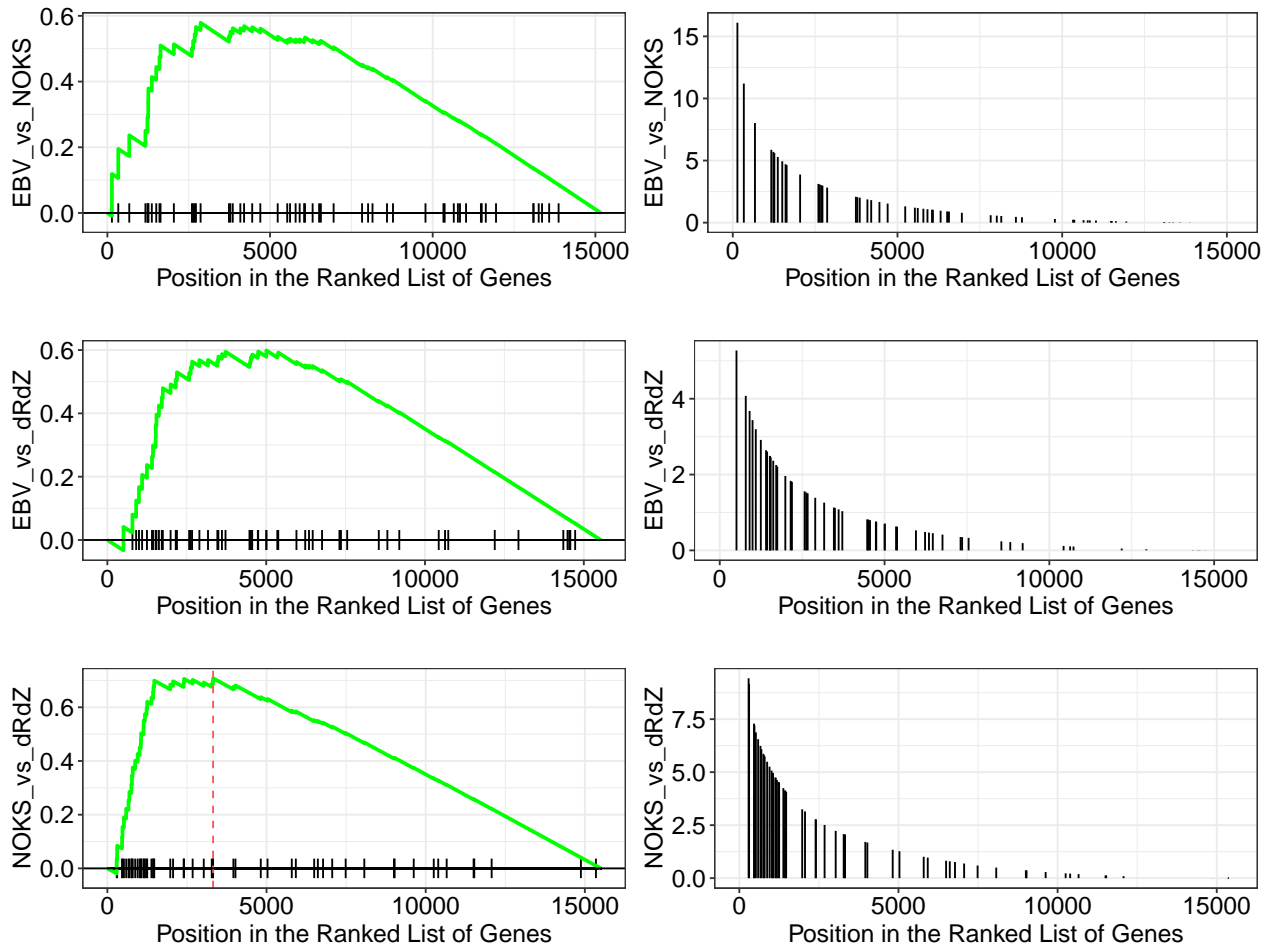 EBV_vs_NOKS
0.6
0.4
0.2
0.0
0 5000 10000 15000
Position in the Ranked List of Genes
EBV_vs_NOKS
15
10
5
0
0 5000 10000 15000
Position in the Ranked List of Genes
EBV_vs_dRdZ
0.6
0.4
0.2
0.0
0 5000 10000 15000
Position in the Ranked List of Genes
EBV_vs_dRdZ
4
2
0
0 5000 10000 15000
Position in the Ranked List of Genes
NOKS_vs_dRdZ
0.6
0.4
0.2
0.0
0 5000 10000 15000
Position in the Ranked List of Genes
NOKS_vs_dRdZ
7.5
5.0
2.5
0.0
0 5000 10000 15000
Position in the Ranked List of Genes